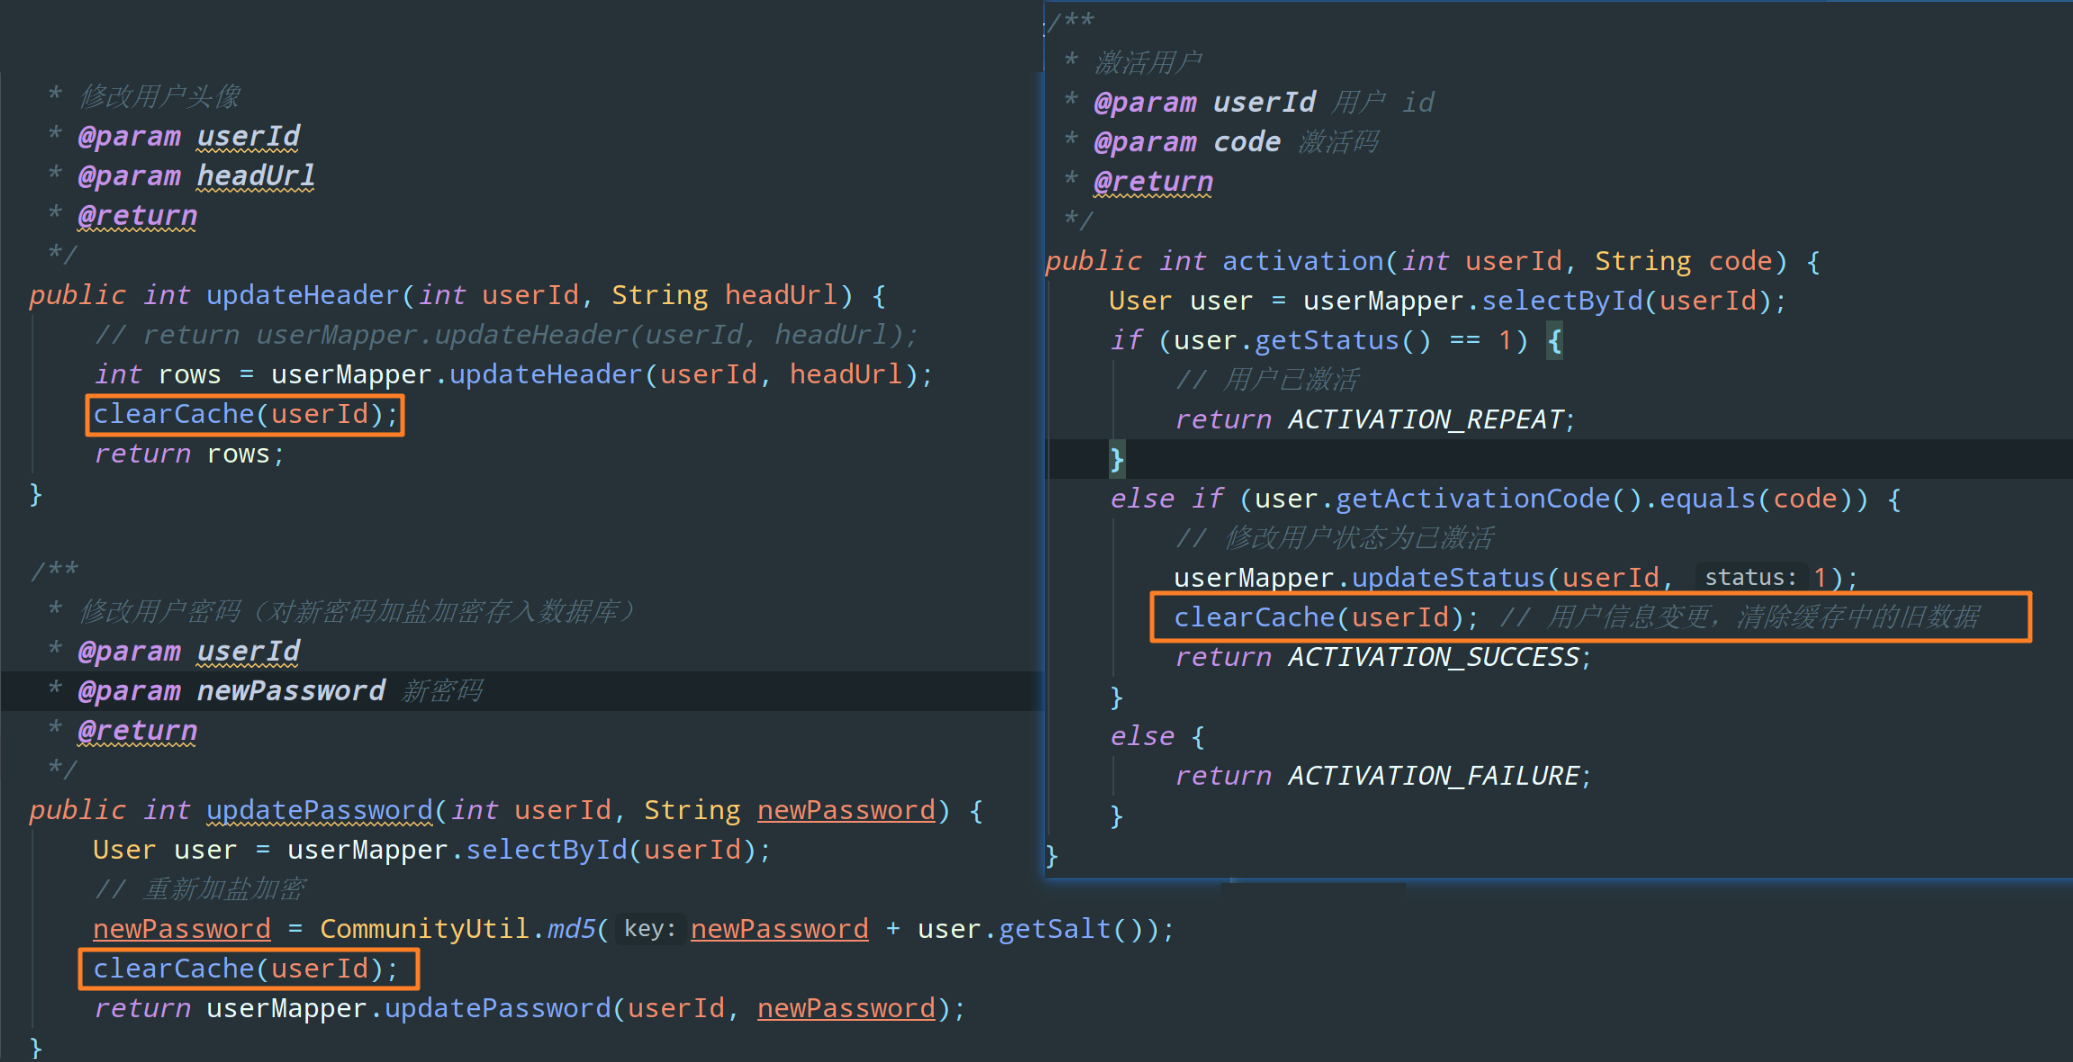 * 修改用户头像
* @param userId
* @param headUrl
* @return
*/
public int updateHeader(int userId, String headUrl) {
// return userMapper.updateHeader(userId, headUrl);
int rows = userMapper.updateHeader(userId, headUrl);
clearCache(userId);
return rows;
}
/**
* 修改用户密码（对新密码加盐加密存入数据库）
* @param userId
* @param newPassword 新密码
* @return
*/
public int updatePassword(int userId, String newPassword) {
User user = userMapper.selectById(userId);
// 重新加盐加密
newPassword = CommunityUtil.md5( key: newPassword + user.getSalt());
clearCache(userId);
return userMapper.updatePassword(userId, newPassword);
}
/**
* 激活用户
* @param userId 用户 id
* @param code 激活码
* @return
*/
public int activation(int userId, String code) {
User user = userMapper.selectById(userId);
if (user.getStatus() == 1) {
// 用户已激活
return ACTIVATION_REPEAT;
}
else if (user.getActivationCode().equals(code)) {
// 修改用户状态为已激活
userMapper.updateStatus(userId, status: 1);
clearCache(userId); // 用户信息变更，清除缓存中的旧数据
return ACTIVATION_SUCCESS;
}
else {
return ACTIVATION_FAILURE;
}
}